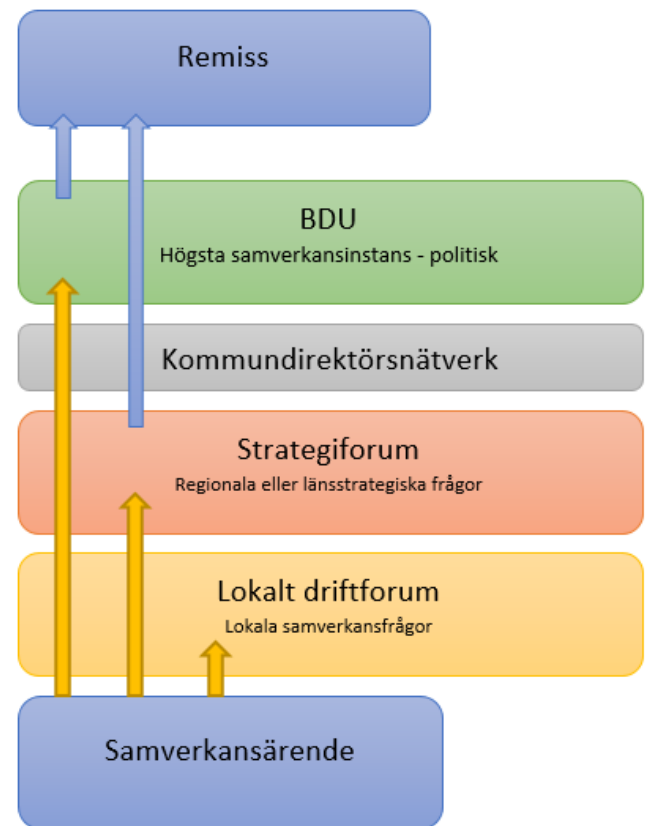 Remiss
BDU
Högsta samverkansinstans - politisk
Kommundirektörsnätverk
Strategiforum
Regionala eller länsstrategiska frågor
Lokalt driftforum
Lokala samverkansfrågor
Samverkansärende